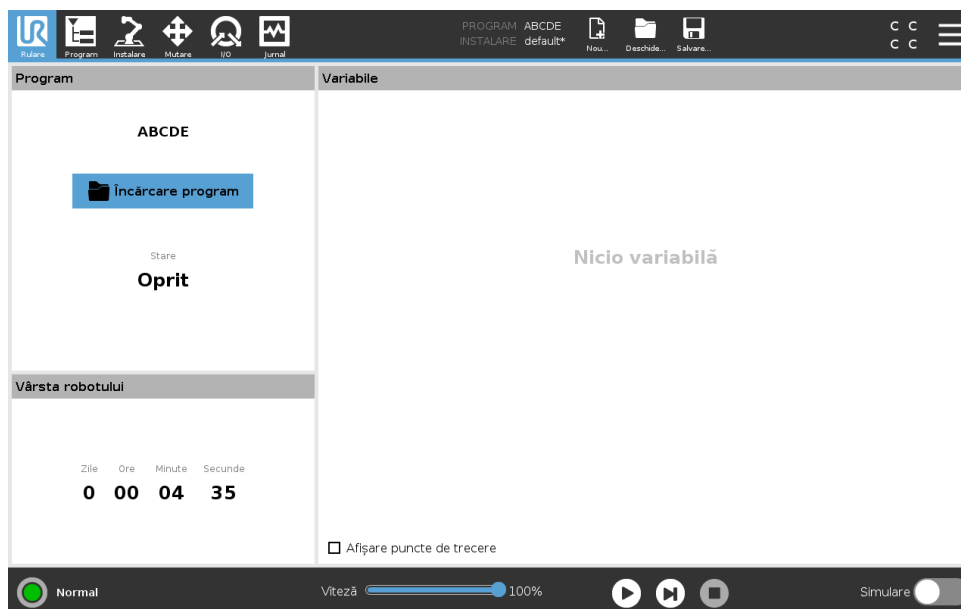 UR
Rulare
Program
Instalare
Mutare
I/O
Jurnal
PROGRAM ABCDE
INSTALARE default*
Nou...
Deschide...
Salvare...
C C
C C
Program
ABCDE
Încărcare program
Stare
Oprit
Vârsta robotului
Zile Ore Minute Secunde
0 00 04 35
Variabile
Nicio variabilă
Afișare puncte de trecere
Normal
Viteză 100%
Simulare